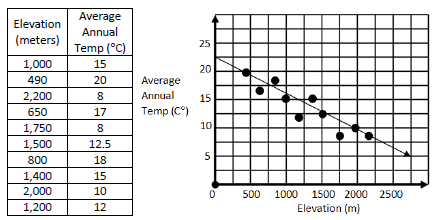 Elevation (meters) Average Annual Temp (°C)
1,000 15
490 20
2,200 8
650 17
1,750 8
1,500 12.5
800 18
1,400 15
2,000 10
1,200 12
Average
Annual
Temp (C°)
25
20
15
10
5
0 500 1000 1500 2000 2500
Elevation (m)